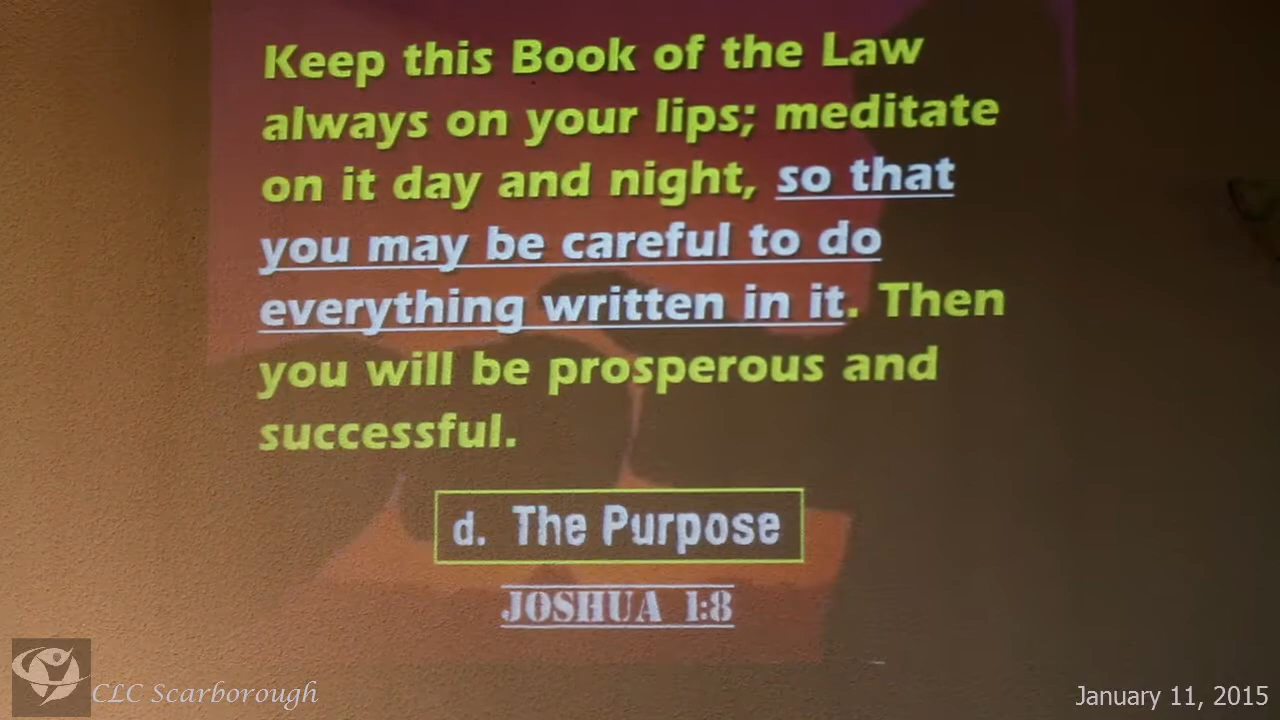 Keep this Book of the Law
always on your lips; meditate
on it day and night, so that
you may be careful to do
everything written in it. Then
you will be prosperous and
successful.
d. The Purpose
JOSHUA 1:8
CLC Scarborough
January 11, 2015